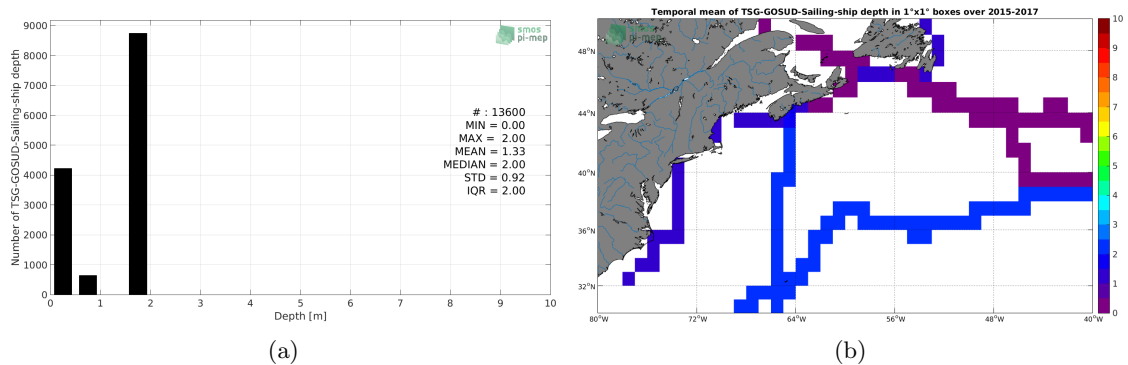 9000
8000
7000
6000
5000
4000
3000
2000
1000
0
Number of TSG-GOSUD-Sailing-ship depth
smos
pi-mep
# : 13600
MIN = 0.00
MAX = 2.00
MEAN = 1.33
MEDIAN = 2.00
STD = 0.92
IQR = 2.00
0 1 2 3 4 5 6 7 8 9 10
Depth [m]
(a)
Temporal mean of TSG-GOSUD-Sailing-ship depth in 1°x1° boxes over 2015-2017
smos
pi-mep
48°N
44°N
40°N
36°N
32°N
80°W 72°W 64°W 56°W 48°W 40°W
10
9
8
7
6
5
4
3
2
1
0
(b)